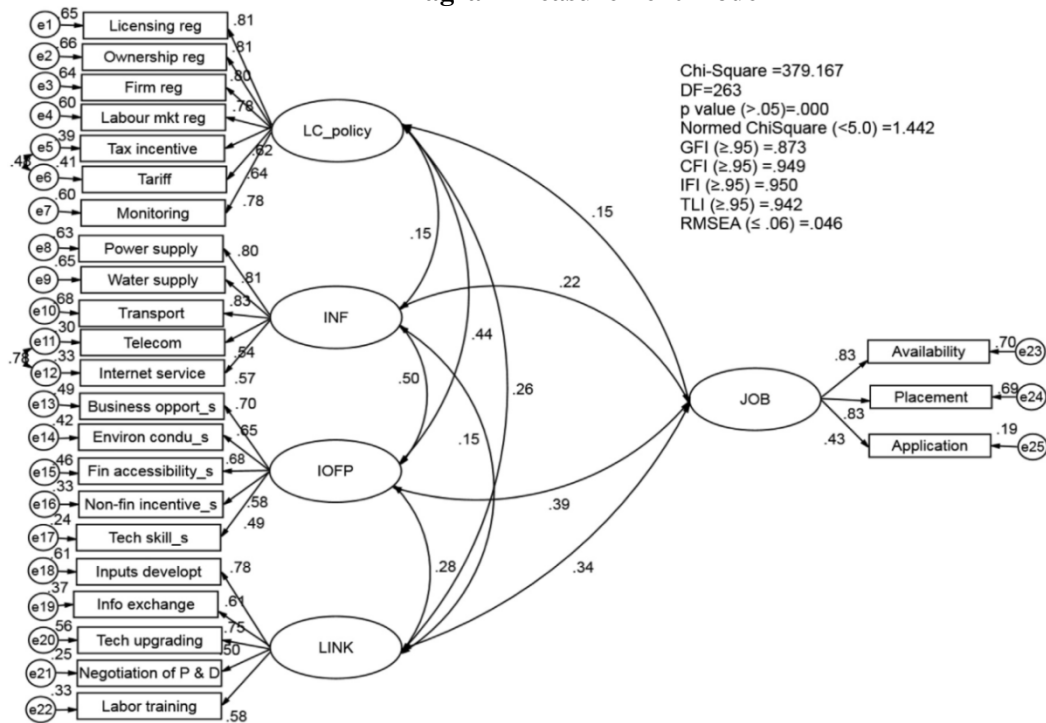 Diagram Measurement Model
e1 .65 Licensing reg .81
e2 .66 Ownership reg .81
e3 .64 Firm reg .80
e4 .60 Labour mkt reg .78
e5 .39 Tax incentive .62
.48
e6 .41 Tariff .64
e7 .60 Monitoring .78
LC_policy
Chi-Square =379.167
DF=263
p value (>.05)=.000
Normed ChiSquare (<5.0) =1.442
GFI (≥.95) =.873
CFI (≥.95) =.949
IFI (≥.95) =.950
TLI (≥.95) =.942
RMSEA (≤ .06) =.046
.15
.15
e8 .63 Power supply .80
e9 .65 Water supply .81
e10 .68 Transport .83
e11 .30 Telecom .54
.78
e12 .33 Internet service .57
INF
.22
.44
.50
.26
.15
e13 .49 Business opport_s .70
e14 .42 Environ condu_s .65
e15 .46 Fin accessibility_s .68
e16 .33 Non-fin incentive_s .58
e17 .24 Tech skill_s .49
IOFP
.39
.28
.34
e18 .61 Inputs developt .78
e19 .37 Info exchange .61
e20 .56 Tech upgrading .75
e21 .25 Negotiation of P & D .50
e22 .33 Labor training .58
LINK
JOB
.83 Availability .70 e23
.83 Placement .69 e24
.43 Application .19 e25